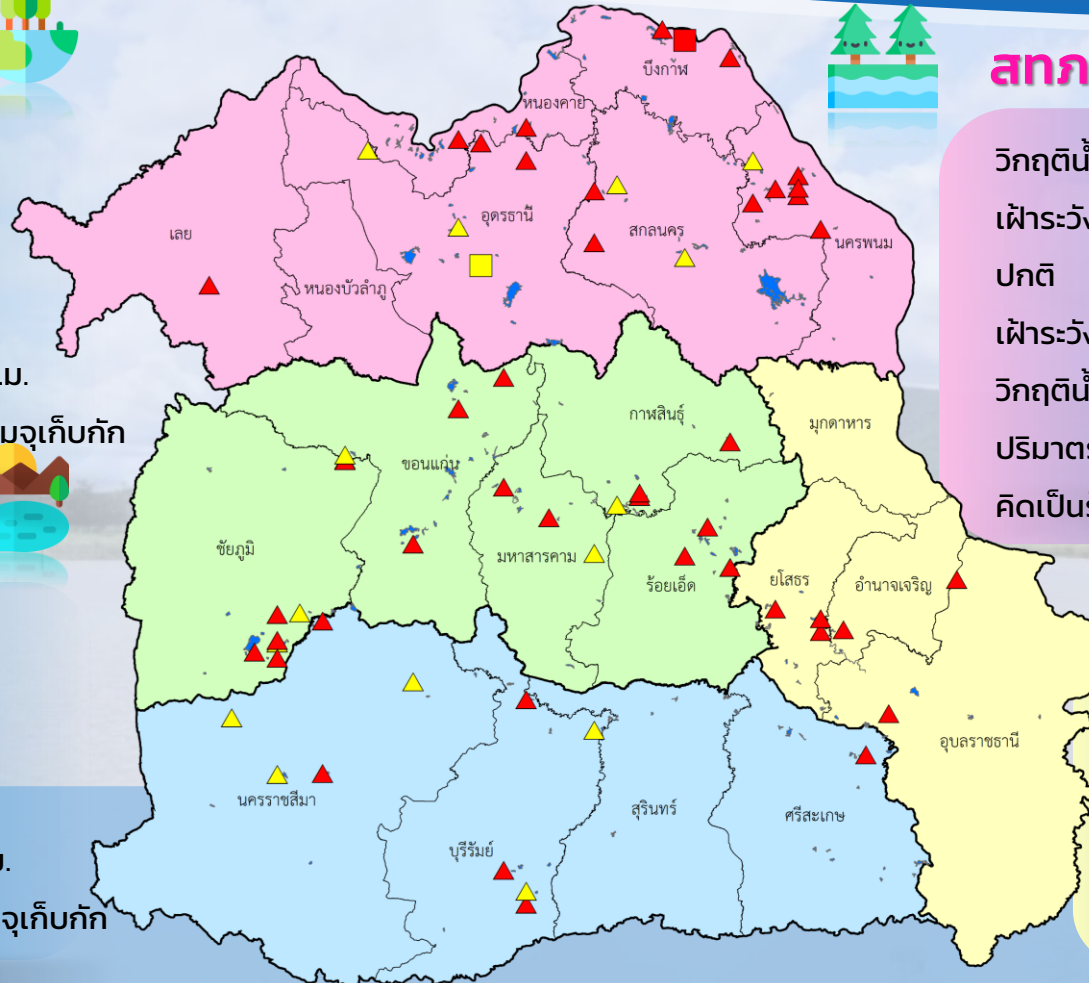 สทภ
วิกฤติน้
เฝ้าระวัง
ปกติ
เฝ้าระวัง
วิกฤติน้
ปริมาตร
คิดเป็นร
บึงกาฬ
หนองคาย
เลย
อุดรธานี
สกลนคร
นครพนม
หนองบัวลำภู
.ม.
มจุเก็บกัก
กาฬสินธุ์
มุกดาหาร
ขอนแก่น
ชัยภูมิ
มหาสารคาม
ร้อยเอ็ด
ยโสธร
อำนาจเจริญ
อุบลราชธานี
นครราชสีมา
สุรินทร์
ศรีสะเกษ
บุรีรัมย์
ม.
จุเก็บกัก